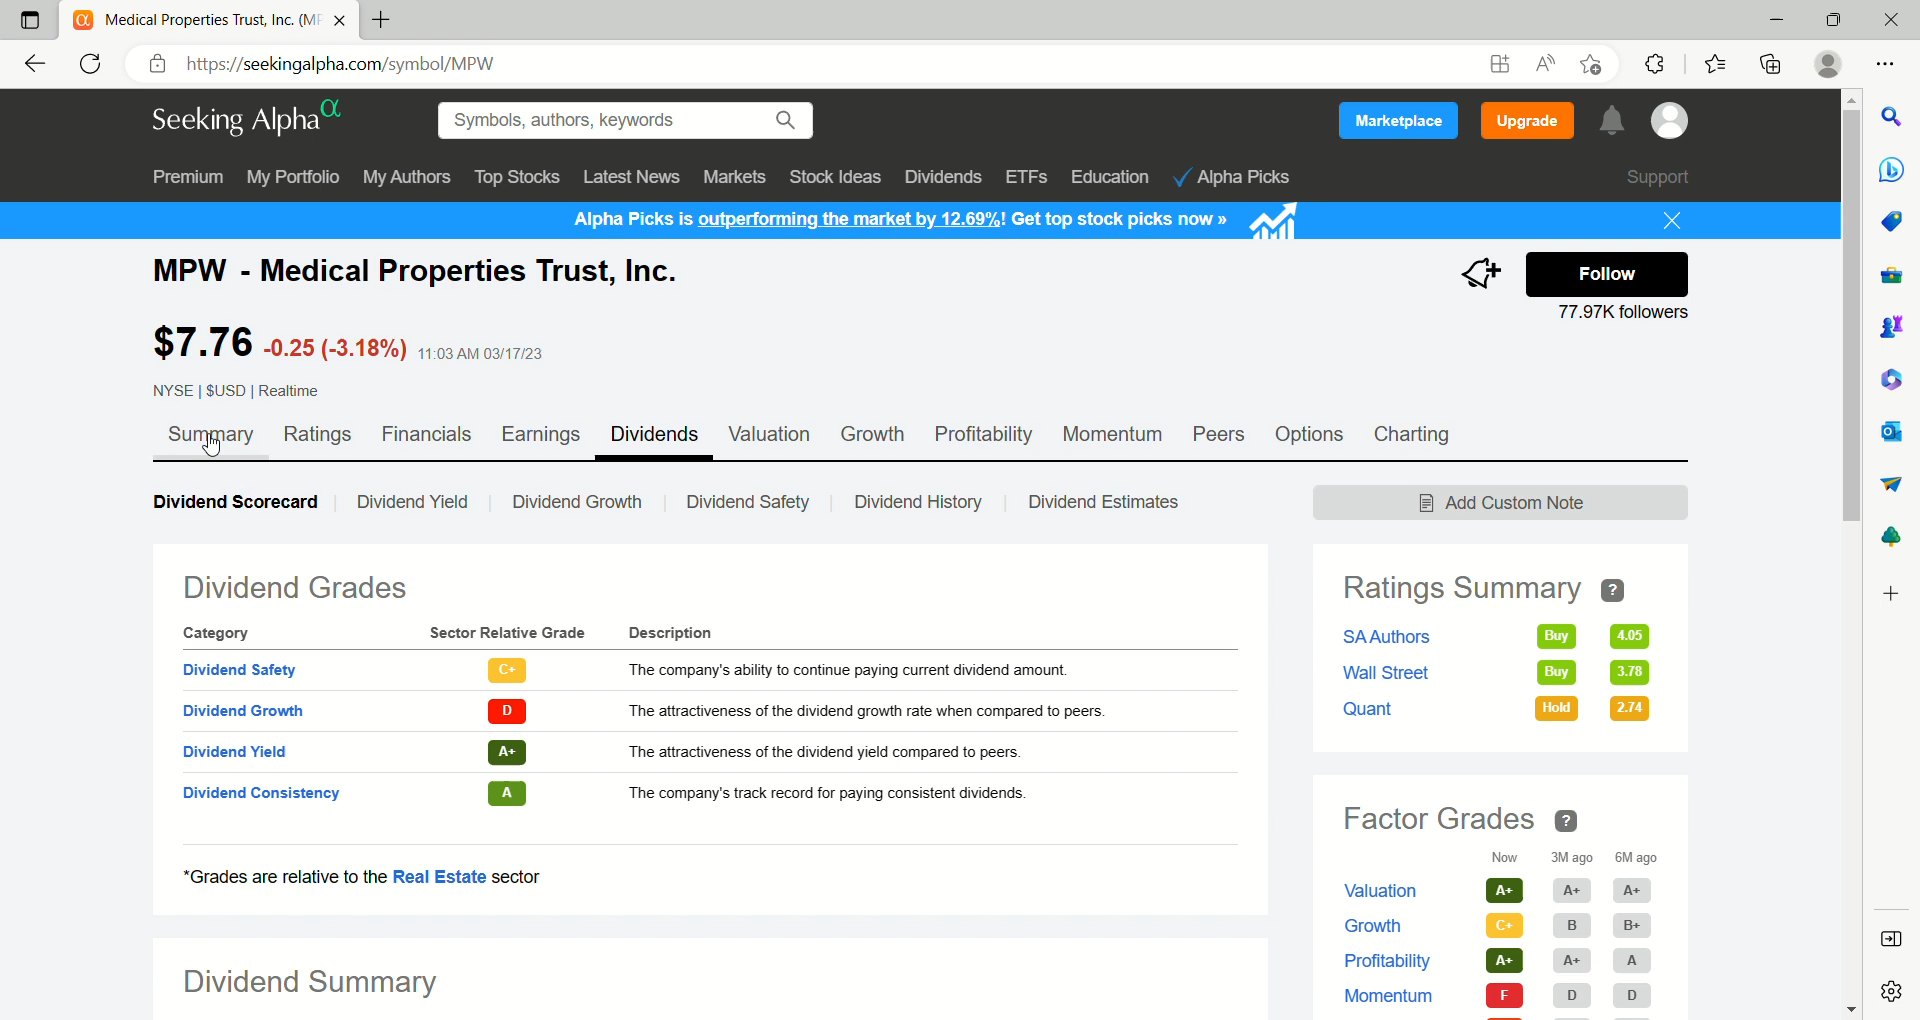 Medical Properties Trust, Inc. (MP
https://seekingalpha.com/symbol/MPW
Seeking Alpha α
Symbols, authors, keywords
Marketplace
Upgrade
Premium My Portfolio My Authors Top Stocks Latest News Markets Stock Ideas Dividends ETFs Education Alpha Picks Support
Alpha Picks is outperforming the market by 12.69%! Get top stock picks now »
MPW - Medical Properties Trust, Inc.
Follow
77.97K followers
$7.76 -0.25 (-3.18%) 11:03 AM 03/17/23
NYSE | $USD | Realtime
Summary Ratings Financials Earnings Dividends Valuation Growth Profitability Momentum Peers Options Charting
Dividend Scorecard Dividend Yield Dividend Growth Dividend Safety Dividend History Dividend Estimates
Add Custom Note
Dividend Grades
Category Sector Relative Grade Description
Dividend Safety C+ The company's ability to continue paying current dividend amount.
Dividend Growth D The attractiveness of the dividend growth rate when compared to peers.
Dividend Yield A+ The attractiveness of the dividend yield compared to peers.
Dividend Consistency A The company's track record for paying consistent dividends.
*Grades are relative to the Real Estate sector
Dividend Summary
Ratings Summary ?
SA Authors Buy 4.05
Wall Street Buy 3.78
Quant Hold 2.74
Factor Grades ?
Now 3M ago 6M ago
Valuation A+ A+ A+
Growth C+ B B+
Profitability A+ A+ A
Momentum F D D